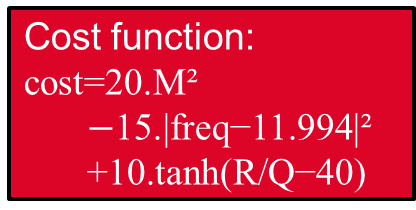 Cost function:
cost=20.M²
−15.|freq−11.994|²
+10.tanh(R/Q−40)